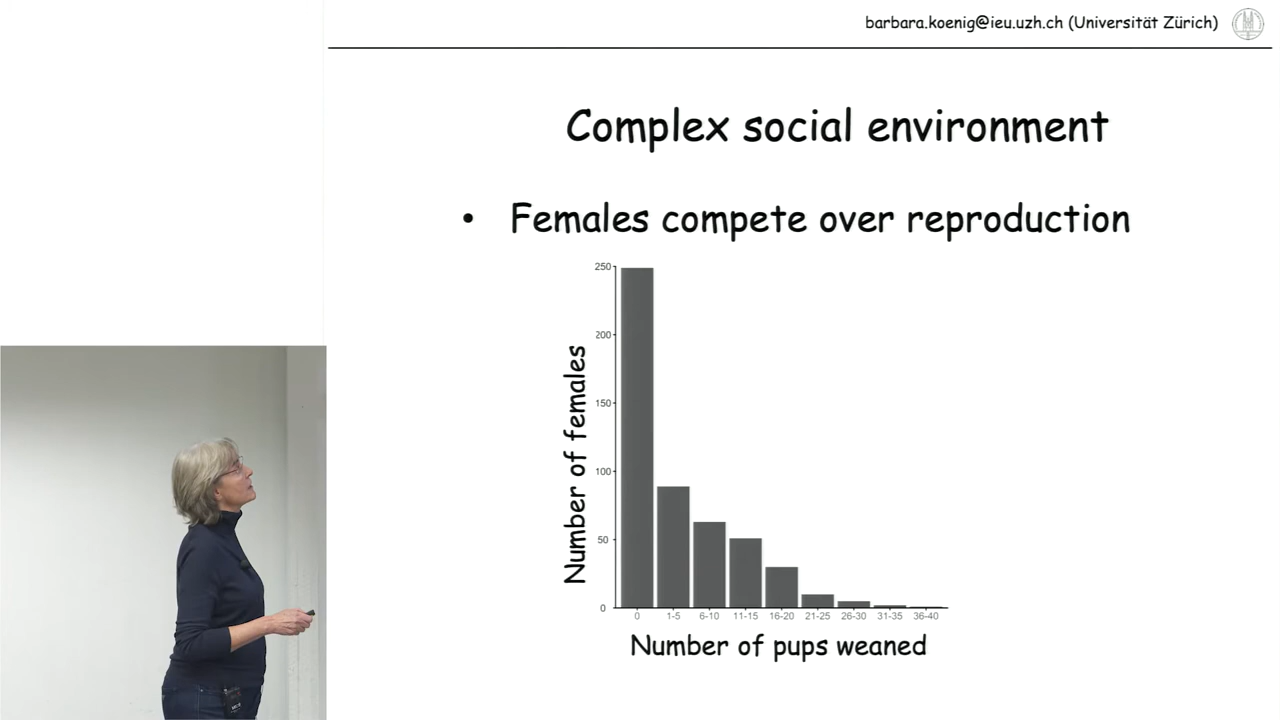 barbara.koenig@ieu.uzh.ch (Universität Zürich)
Complex social environment
• Females compete over reproduction
250
200
150
100
50
0
Number of females
0 1-5 6-10 11-15 16-20 21-25 26-30 31-35 36-40
Number of pups weaned